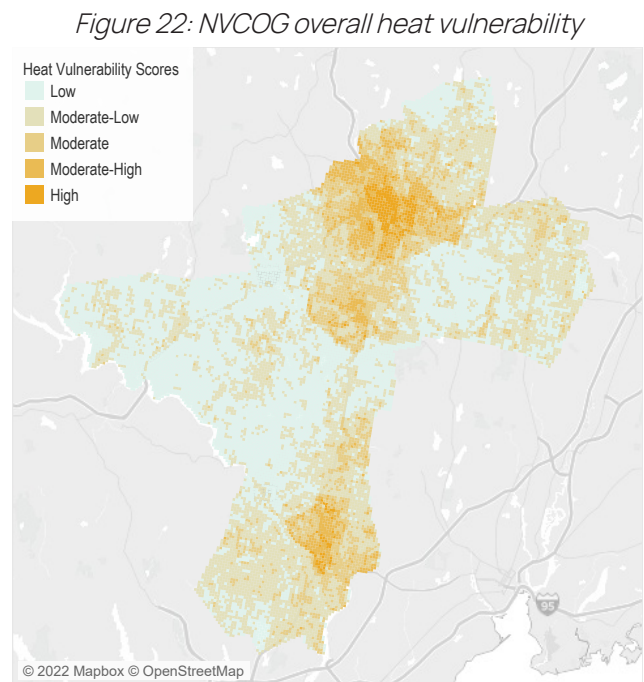 Figure 22: NVCOG overall heat vulnerability
Heat Vulnerability Scores
Low
Moderate-Low
Moderate
Moderate-High
High
95
© 2022 Mapbox © OpenStreetMap